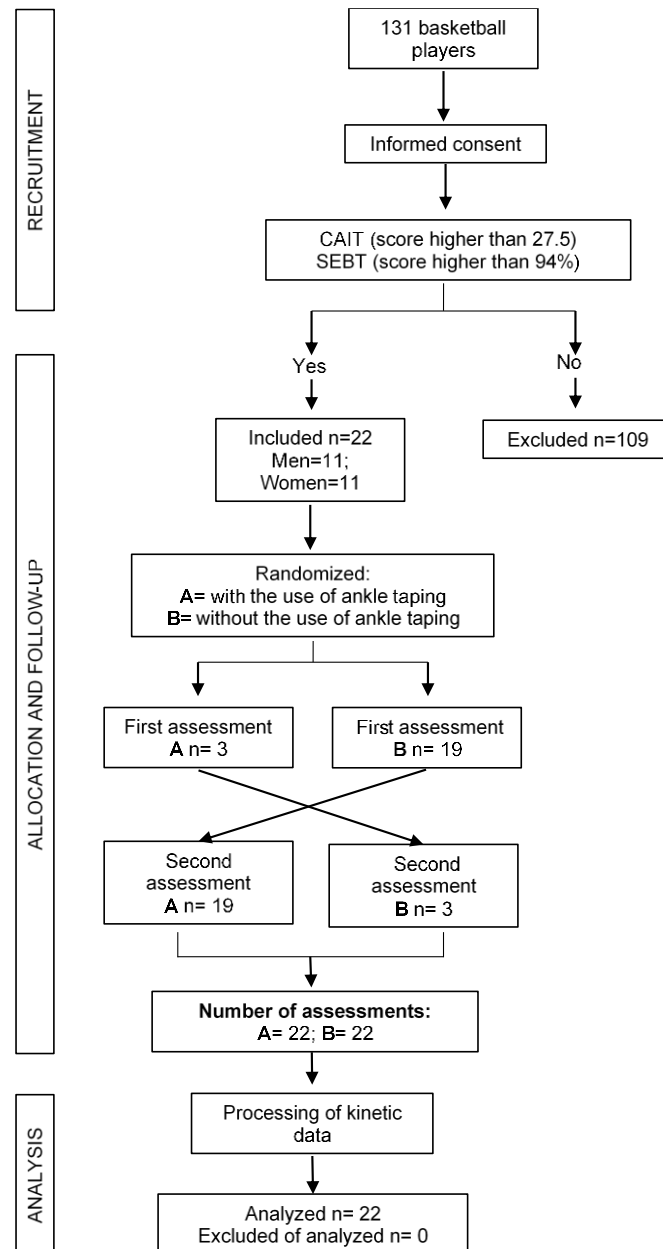 RECRUITMENT
131 basketball
players
Informed consent
CAIT (score higher than 27.5)
SEBT (score higher than 94%)
Yes
No
ALLOCATION AND FOLLOW-UP
Included n=22
Men=11;
Women=11
Excluded n=109
Randomized:
A= with the use of ankle taping
B= without the use of ankle taping
First assessment
A n= 3
First assessment
B n= 19
Second
assessment
A n= 19
Second
assessment
B n= 3
Number of assessments:
A= 22; B= 22
ANALYSIS
Processing of kinetic
data
Analyzed n= 22
Excluded of analyzed n= 0